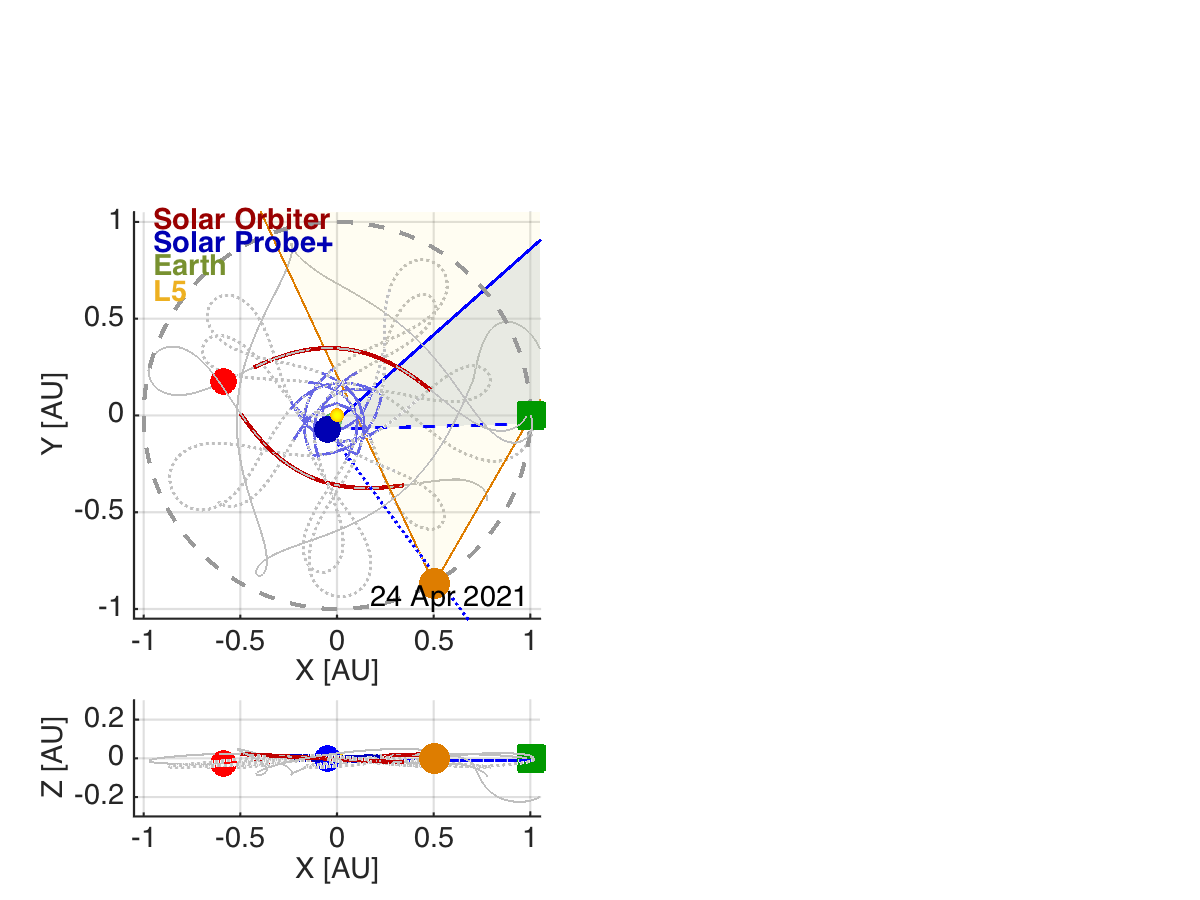 Solar Orbiter
Solar Probe+
Earth
L5
1
0.5
0
-0.5
-1
Y [AU]
24 Apr 2021
-1 -0.5 0 0.5 1
X [AU]
0.2
0
-0.2
Z [AU]
-1 -0.5 0 0.5 1
X [AU]